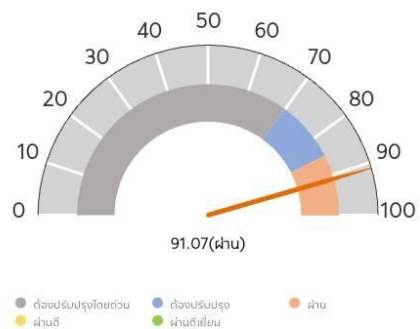 50
40
60
30
70
20
80
10
90
0
100
91.07(ผ่าน)
ต้องปรับปรุงโดยด่วน
ต้องปรับปรุง
ผ่าน
ผ่านดี
ผ่านดีเยี่ยม